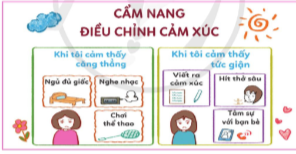 CẨM NANG
ĐIỀU CHỈNH CẢM XÚC
Khi tôi cảm thấy
căng thẳng
Ngủ đủ giấc
Nghe nhạc
Chơi
thể thao
Khi tôi cảm thấy
tức giận
Viết ra
cảm xúc
Hít thở sâu
Tâm sự
với bạn bè